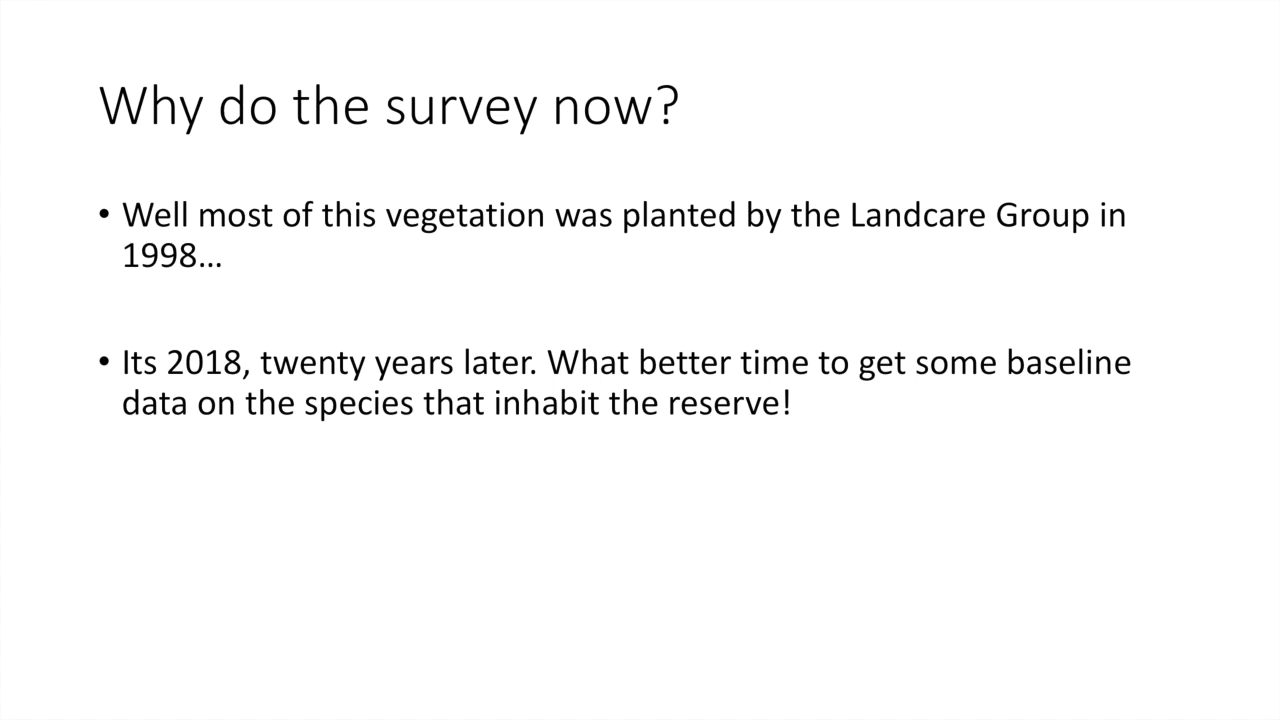 Why do the survey now?
• Well most of this vegetation was planted by the Landcare Group in
1998...
• Its 2018, twenty years later. What better time to get some baseline
data on the species that inhabit the reserve!